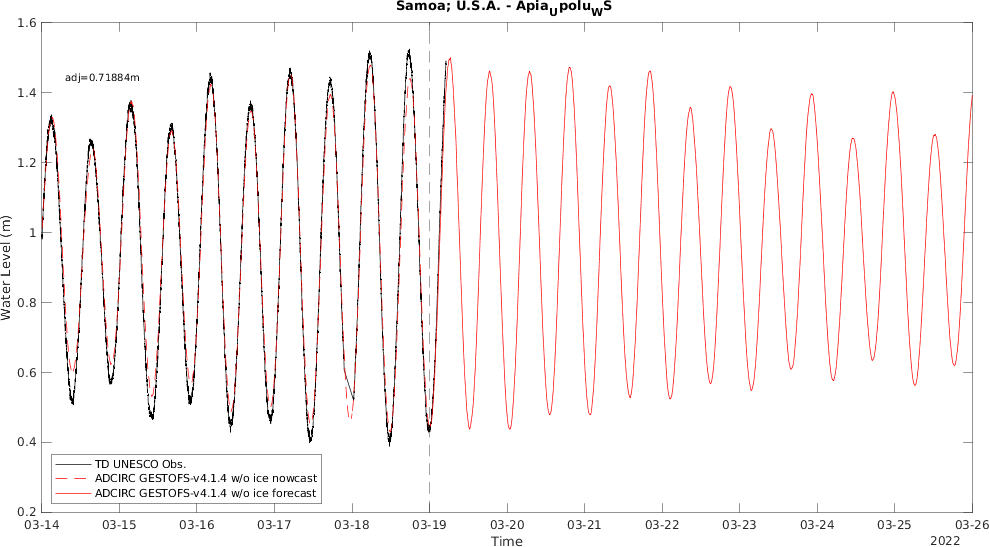 Samoa; U.S.A. - ApiaUpoluWS
1.6
1.4
1.2
1
0.8
0.6
0.4
0.2
Water Level (m)
adj=0.71884m
TD UNESCO Obs.
ADCIRC GESTOFS-v4.1.4 w/o ice nowcast
ADCIRC GESTOFS-v4.1.4 w/o ice forecast
03-14 03-15 03-16 03-17 03-18 03-19 03-20 03-21 03-22 03-23 03-24 03-25 03-26
Time
2022